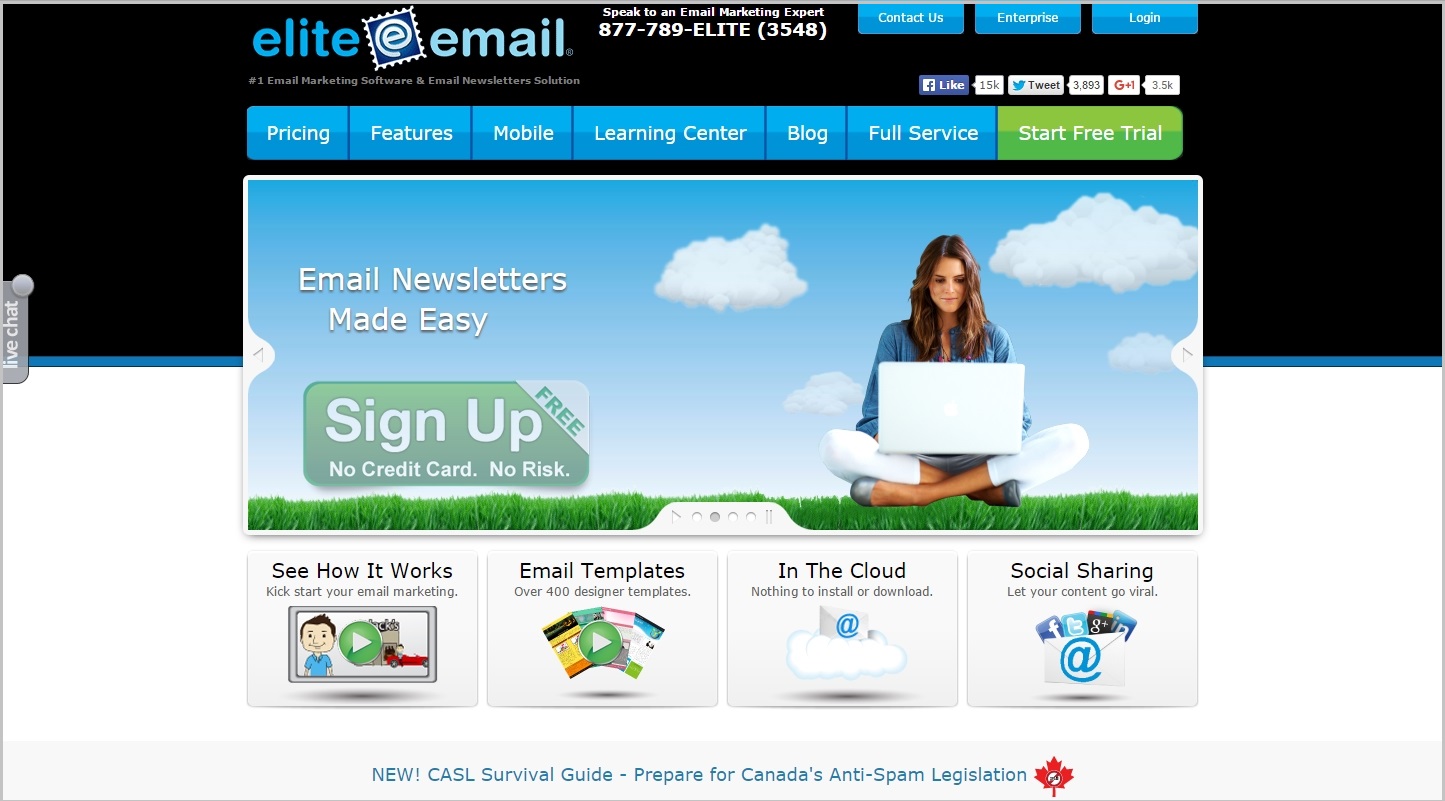 elite e email®
#1 Email Marketing Software & Email Newsletters Solution
Speak to an Email Marketing Expert
877-789-ELITE (3548)
Contact Us
Enterprise
Login
Like 15k Tweet 3,893 G+1 3.5k
Pricing
Features
Mobile
Learning Center
Blog
Full Service
Start Free Trial
live chat
Email Newsletters
Made Easy
Sign Up
FREE
No Credit Card. No Risk.
See How It Works
Kick start your email marketing.
Email Templates
Over 400 designer templates.
In The Cloud
Nothing to install or download.
@
Social Sharing
Let your content go viral.
f t g+ in
@
NEW! CASL Survival Guide - Prepare for Canada's Anti-Spam Legislation